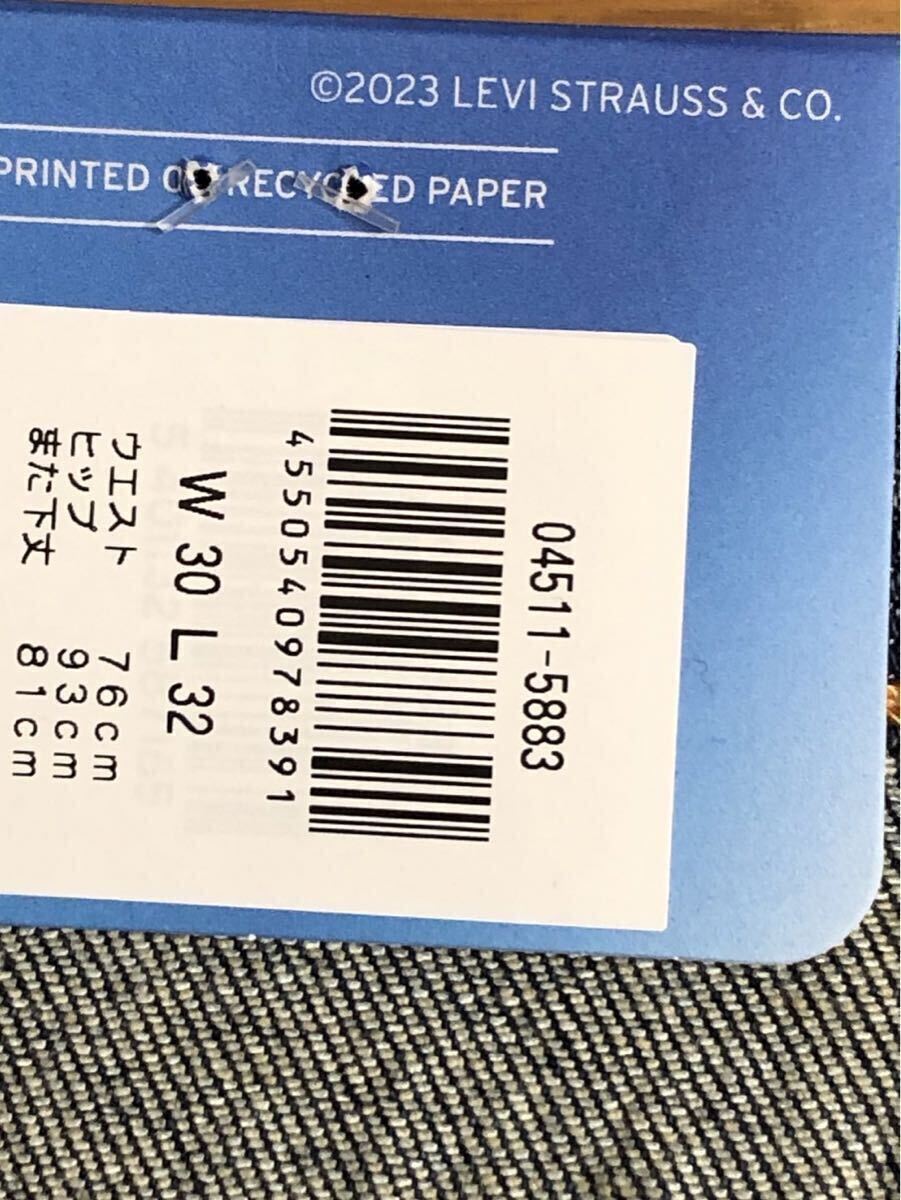 ©2023 LEVI STRAUSS & CO.
PRINTED ON RECYCLED PAPER
04511-5883
4550540978391
W 30 L 32
ウエスト 76cm
ヒップ 93cm
また下丈 81cm